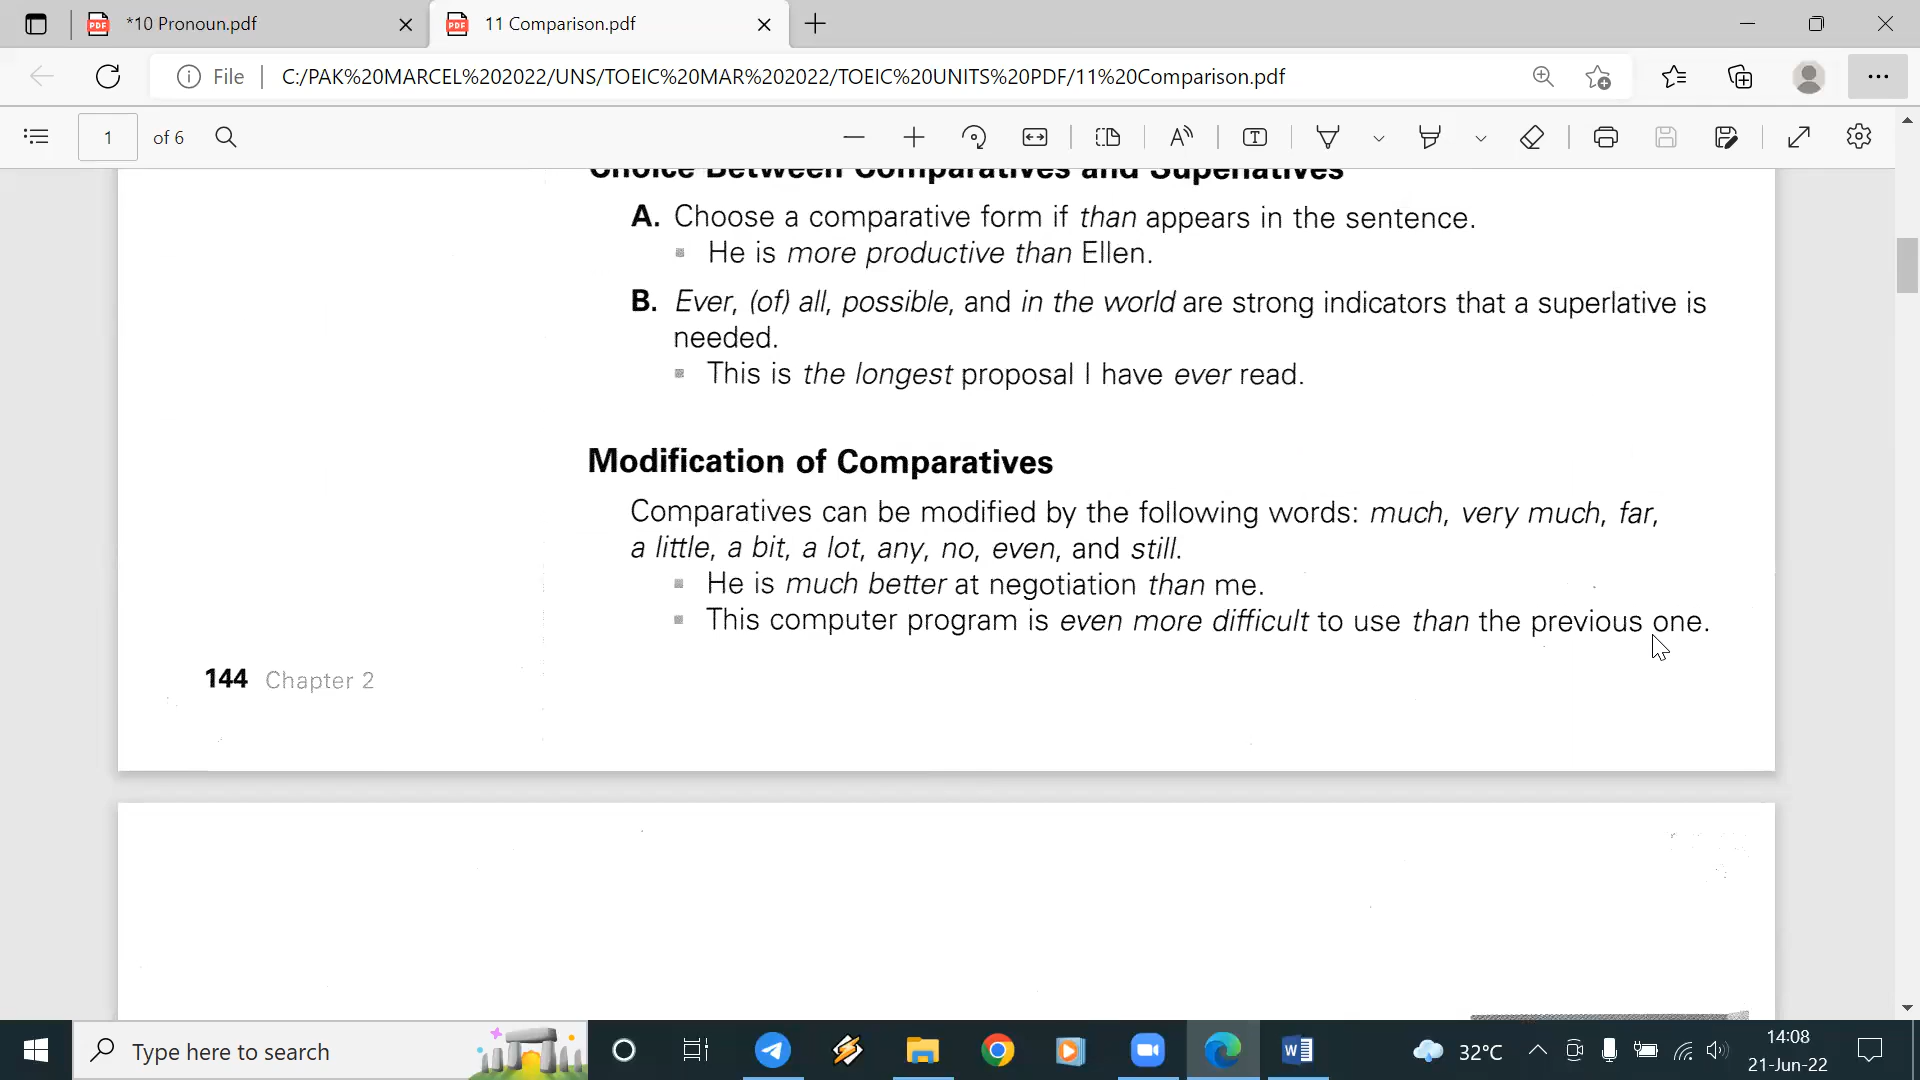 *10 Pronoun.pdf
11 Comparison.pdf
File
C:/PAK%20MARCEL%202022/UNS/TOEIC%20MAR%202022/TOEIC%20UNITS%20PDF/11%20Comparison.pdf
1 of 6
Choice Between Comparatives and Superlatives
A. Choose a comparative form if than appears in the sentence.
He is more productive than Ellen.
B. Ever, (of) all, possible, and in the world are strong indicators that a superlative is
needed.
This is the longest proposal I have ever read.
Modification of Comparatives
Comparatives can be modified by the following words: much, very much, far,
a little, a bit, a lot, any, no, even, and still.
He is much better at negotiation than me.
This computer program is even more difficult to use than the previous one.
144 Chapter 2
Type here to search
32°C
14:08
21-Jun-22